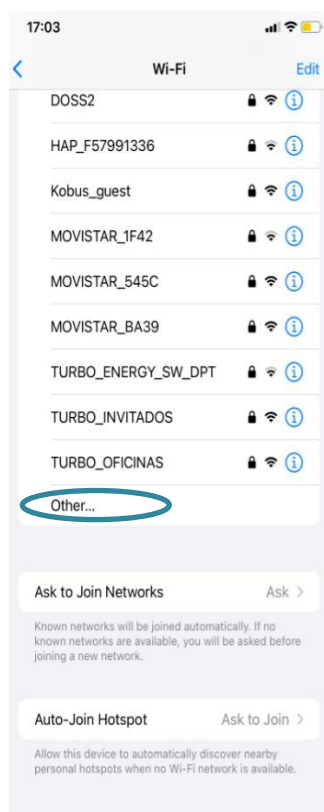 17:03
Wi-Fi
Edit
DOSS2
HAP_F57991336
Kobus_guest
MOVISTAR_1F42
MOVISTAR_545C
MOVISTAR_BA39
TURBO_ENERGY_SW_DPT
TURBO_INVITADOS
TURBO_OFICINAS
Other...
Ask to Join Networks Ask
Known networks will be joined automatically. If no
known networks are available, you will be asked before
joining a new network.
Auto-Join Hotspot Ask to Join
Allow this device to automatically discover nearby
personal hotspots when no Wi-Fi network is available.